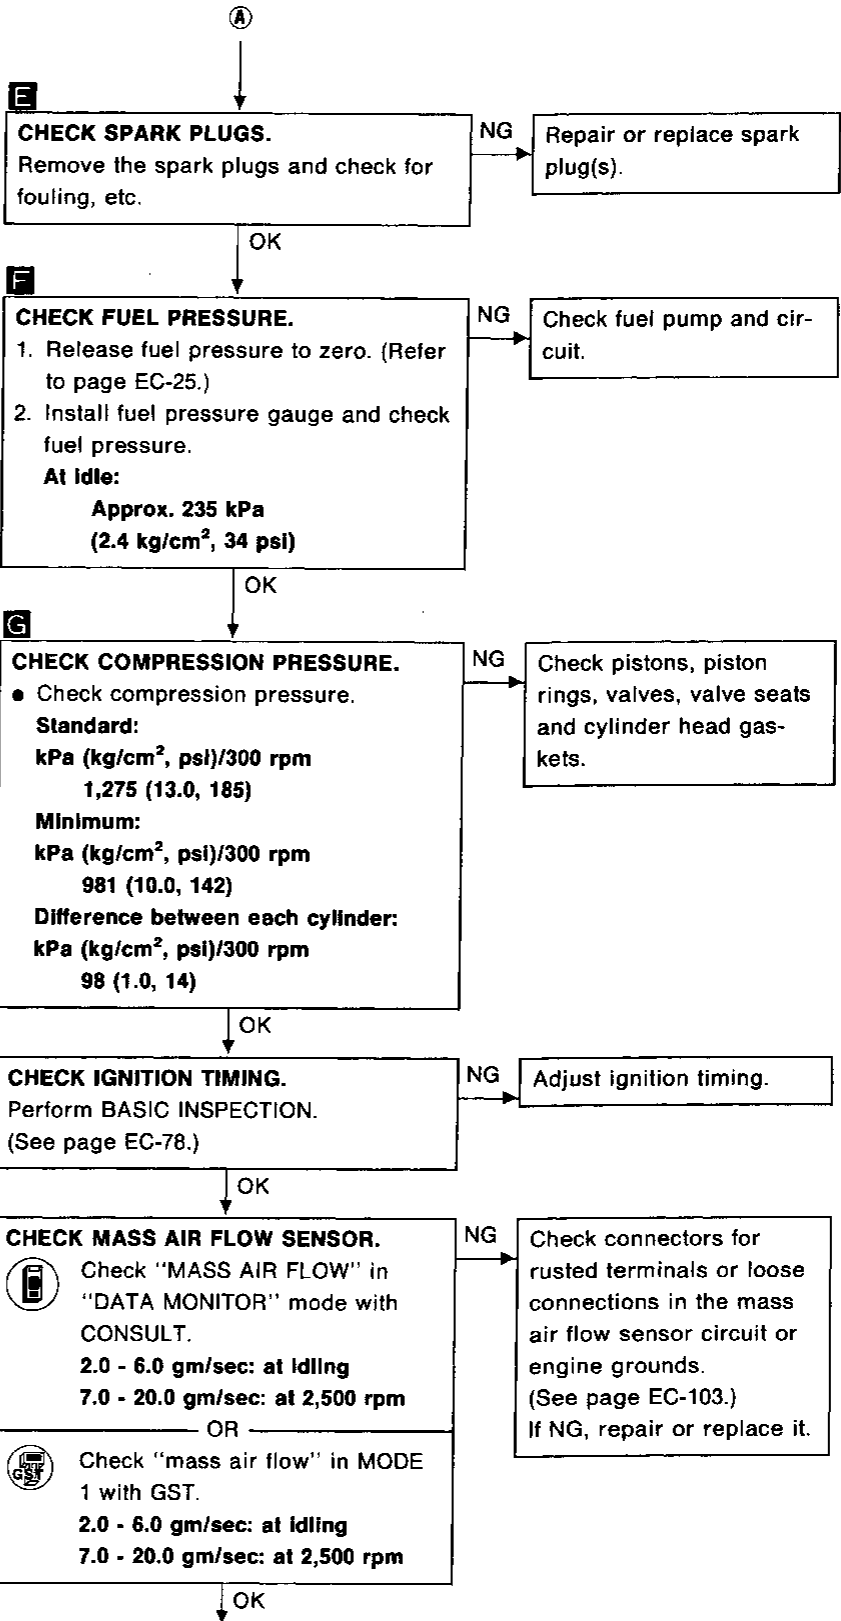 A
E
CHECK SPARK PLUGS.
Remove the spark plugs and check for
fouling, etc.
NG
Repair or replace spark
plug(s).
OK
F
CHECK FUEL PRESSURE.
1. Release fuel pressure to zero. (Refer
to page EC-25.)
2. Install fuel pressure gauge and check
fuel pressure.
At idle:
Approx. 235 kPa
(2.4 kg/cm², 34 psi)
NG
Check fuel pump and cir-
cuit.
OK
G
CHECK COMPRESSION PRESSURE.
● Check compression pressure.
Standard:
kPa (kg/cm², psi)/300 rpm
1,275 (13.0, 185)
Minimum:
kPa (kg/cm², psi)/300 rpm
981 (10.0, 142)
Difference between each cylinder:
kPa (kg/cm², psi)/300 rpm
98 (1.0, 14)
NG
Check pistons, piston
rings, valves, valve seats
and cylinder head gas-
kets.
OK
CHECK IGNITION TIMING.
Perform BASIC INSPECTION.
(See page EC-78.)
NG
Adjust ignition timing.
OK
CHECK MASS AIR FLOW SENSOR.
Check "MASS AIR FLOW" in
"DATA MONITOR" mode with
CONSULT.
2.0 - 6.0 gm/sec: at idling
7.0 - 20.0 gm/sec: at 2,500 rpm
OR
GST
Check "mass air flow" in MODE
1 with GST.
2.0 - 6.0 gm/sec: at idling
7.0 - 20.0 gm/sec: at 2,500 rpm
NG
Check connectors for
rusted terminals or loose
connections in the mass
air flow sensor circuit or
engine grounds.
(See page EC-103.)
If NG, repair or replace it.
OK